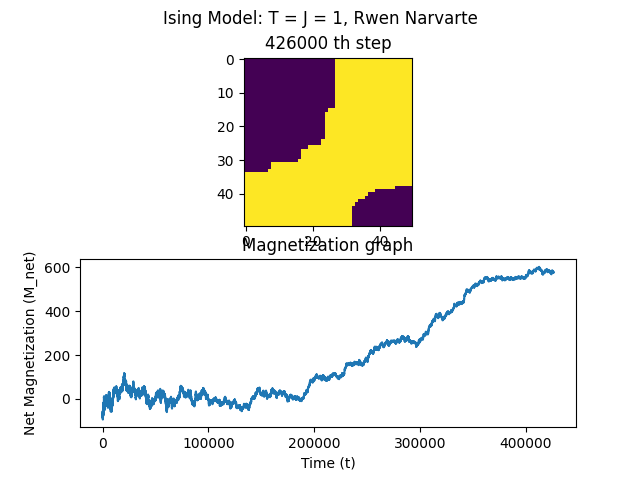 Ising Model: T = J = 1, Rwen Narvarte
426000 th step
0
10
20
30
40
0 20 40
Magnetization graph
Net Magnetization (M_net)
600
400
200
0
0 100000 200000 300000 400000
Time (t)